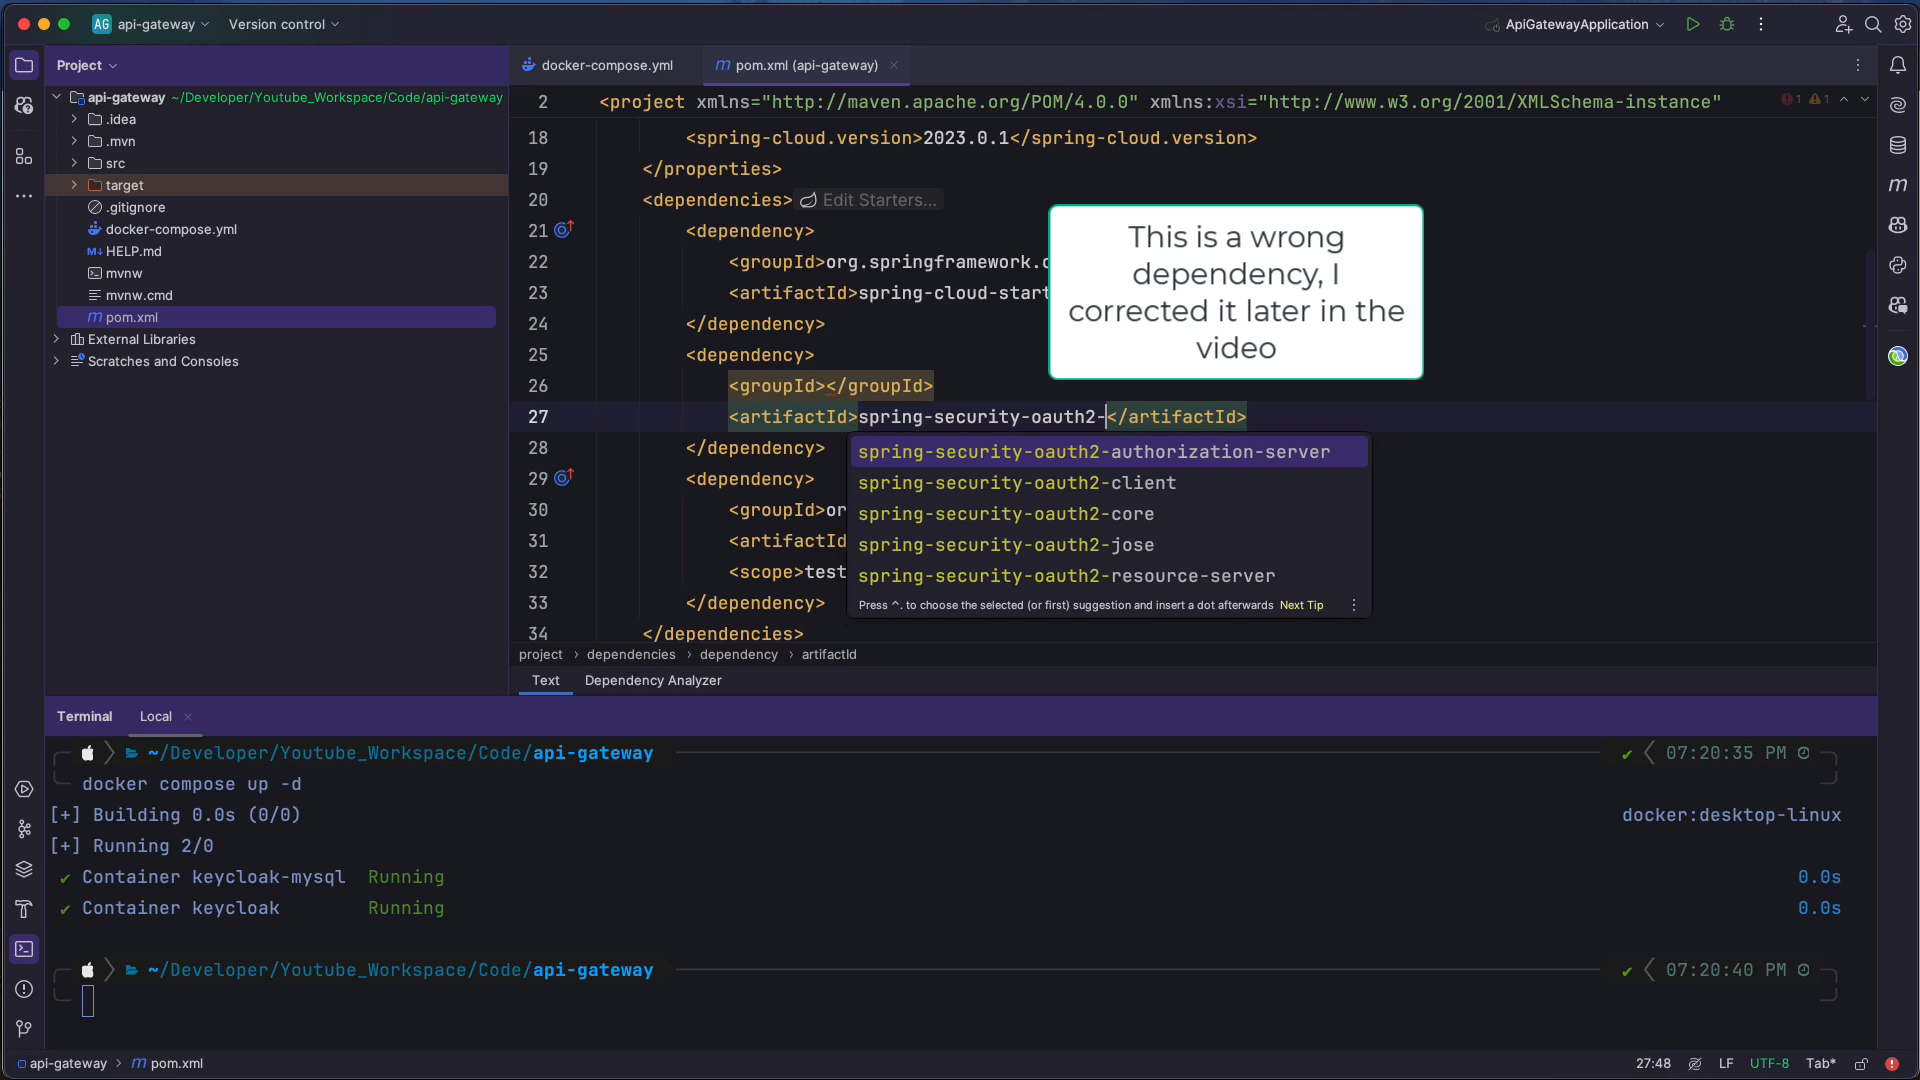 AG api-gateway Version control ApiGatewayApplication
Project docker-compose.yml m pom.xml (api-gateway)
api-gateway ~/Developer/Youtube_Workspace/Code/api-gateway
.idea
.mvn
src
target
.gitignore
docker-compose.yml
M↓ HELP.md
mvnw
mvnw.cmd
m pom.xml
External Libraries
Scratches and Consoles
2 <project xmlns="http://maven.apache.org/POM/4.0.0" xmlns:xsi="http://www.w3.org/2001/XMLSchema-instance" 1 1
18 <spring-cloud.version>2023.0.1</spring-cloud.version>
19 </properties>
20 <dependencies> Edit Starters...
21 <dependency>
22 <groupId>org.springframework.
23 <artifactId>spring-cloud-start
24 </dependency>
25 <dependency>
26 <groupId></groupId>
27 <artifactId>spring-security-oauth2-</artifactId>
28 </dependency>
29 <dependency>
30 <groupId>or
31 <artifactId
32 <scope>test
33 </dependency>
34 </dependencies>
This is a wrong
dependency, I
corrected it later in the
video
spring-security-oauth2-authorization-server
spring-security-oauth2-client
spring-security-oauth2-core
spring-security-oauth2-jose
spring-security-oauth2-resource-server
Press ^. to choose the selected (or first) suggestion and insert a dot afterwards Next Tip
project › dependencies › dependency › artifactId
Text Dependency Analyzer
Terminal Local
~/Developer/Youtube_Workspace/Code/api-gateway ✔ 07:20:35 PM
docker compose up -d
[+] Building 0.0s (0/0) docker:desktop-linux
[+] Running 2/0
✔ Container keycloak-mysql Running 0.0s
✔ Container keycloak Running 0.0s
~/Developer/Youtube_Workspace/Code/api-gateway ✔ 07:20:40 PM
api-gateway › m pom.xml 27:48 LF UTF-8 Tab*